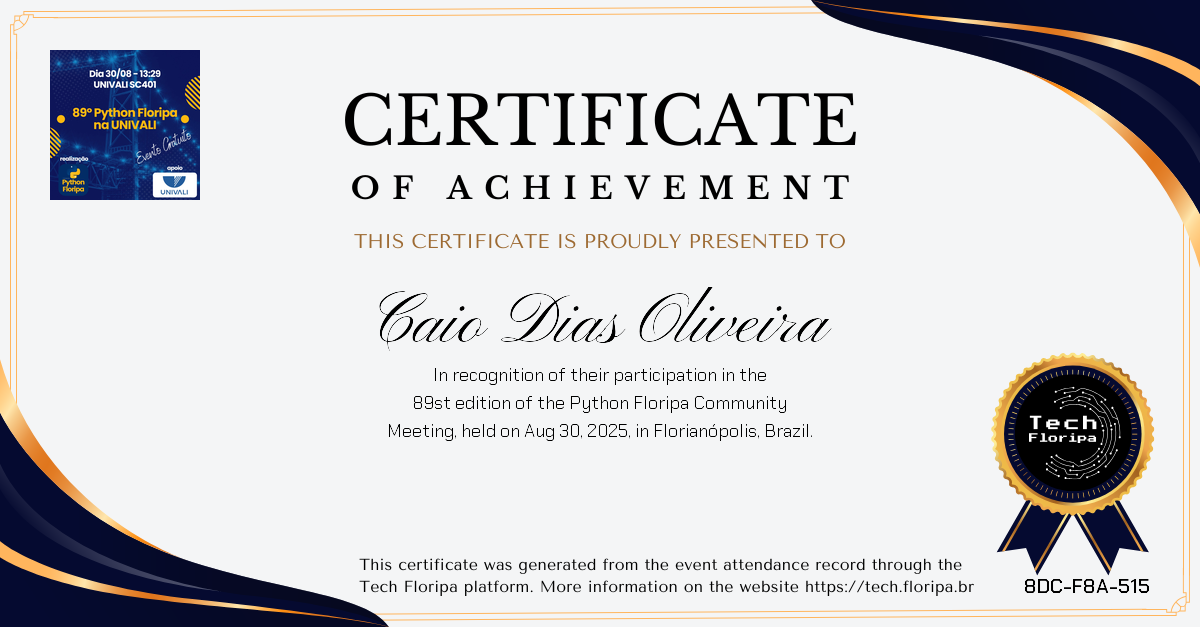 Dia 30/08 - 13:29
UNIVALI SC401
89º Python Floripa
na UNIVALI
Evento Gratuito
realização
Python
Floripa
apoio
UNIVALI
CERTIFICATE
OF ACHIEVEMENT
THIS CERTIFICATE IS PROUDLY PRESENTED TO
Caio Dias Oliveira
In recognition of their participation in the
89st edition of the Python Floripa Community
Meeting, held on Aug 30, 2025, in Florianópolis, Brazil.
Tech
Floripa
This certificate was generated from the event attendance record through the
Tech Floripa platform. More information on the website https://tech.floripa.br
8DC-F8A-515